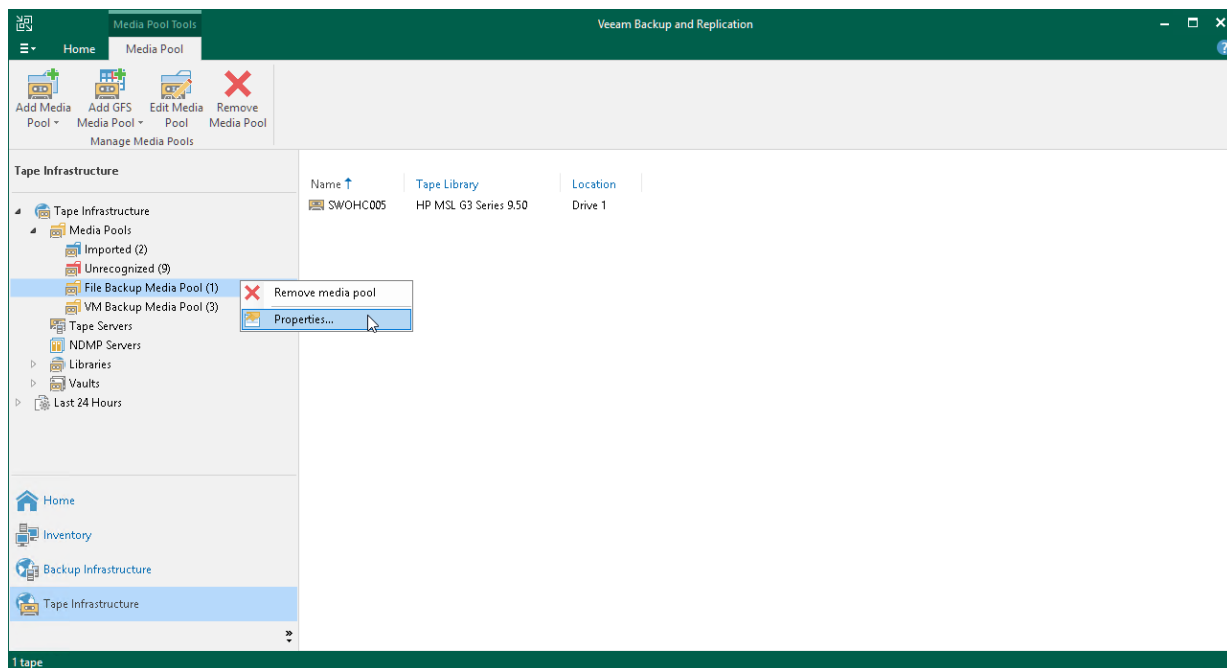 Media Pool Tools
Veeam Backup and Replication
Home
Media Pool
Add Media Pool
Add GFS Media Pool
Edit Media Pool
Remove Media Pool
Manage Media Pools
Tape Infrastructure
Tape Infrastructure
Media Pools
Imported (2)
Unrecognized (9)
File Backup Media Pool (1)
VM Backup Media Pool (3)
Tape Servers
NDMP Servers
Libraries
Vaults
Last 24 Hours
Remove media pool
Properties...
Name Tape Library Location
SWOHC005 HP MSL G3 Series 9.50 Drive 1
Home
Inventory
Backup Infrastructure
Tape Infrastructure
1 tape